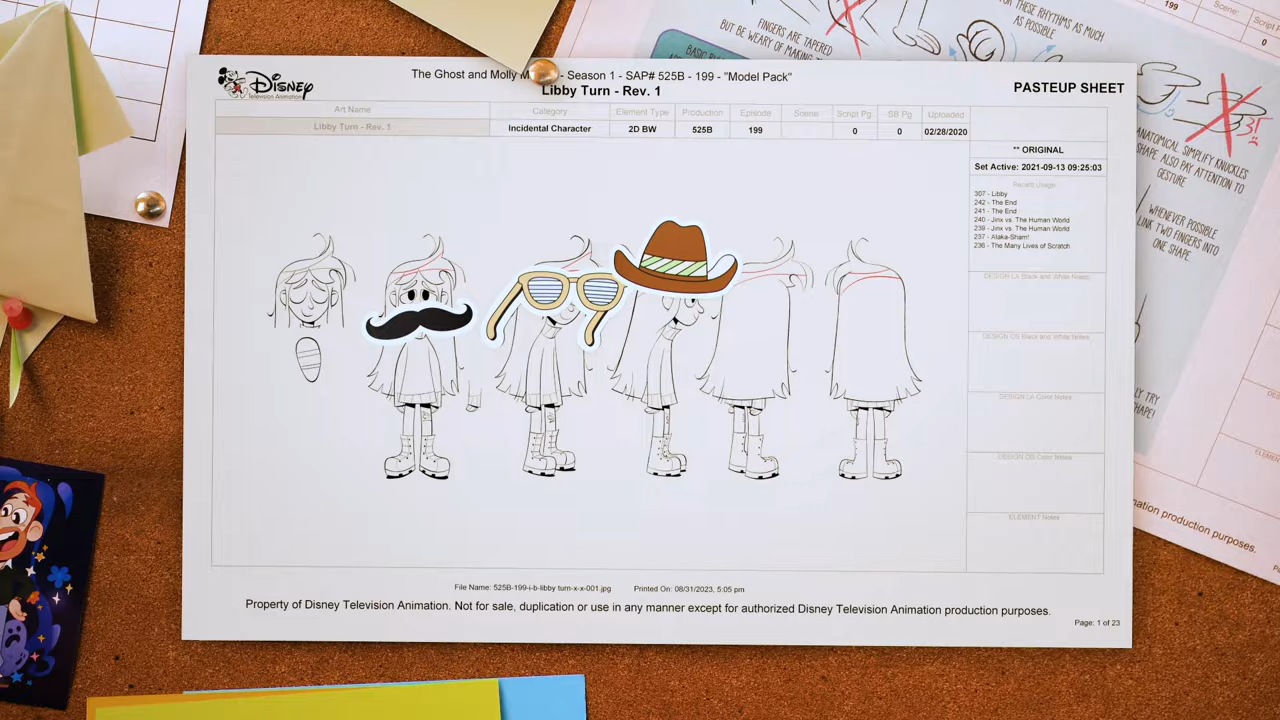 199
Scene:
Script
0
FOR THESE RHYTHMS AS MUCH
AS POSSIBLE
FINGERS ARE TAPERED
BUT BE WEARY OF MAKING
ANATOMICAL SIMPLIFY KNUCKLES
ALSO PAY ATTENTION TO
GESTURE
WHENEVER POSSIBLE
LINK TWO FINGERS INTO
ONE SHAPE.
LY TRY
SHAPE!
Disney
Television Animation
The Ghost and Molly M - Season 1 - SAP# 525B - 199 - "Model Pack"
Libby Turn - Rev. 1
PASTEUP SHEET
Art Name Category Element Type Production Episode Scene Script Pg SB Pg Uploaded
Libby Turn - Rev. 1 Incidental Character 2D BW 525B 199 0 0 02/28/2020
** ORIGINAL
Set Active: 2021-09-13 09:25:03
Recent Usage
307 - Libby
242 - The End
241 - The End
240 - Jinx vs. The Human World
239 - Jinx vs. The Human World
237 - Alaka-Sham!
236 - The Many Lives of Scratch
DESIGN LA Black and White Notes
DESIGN OS Black and White Notes
DESIGN LA Color Notes
DESIGN OS Color Notes
ELEMENT Notes
File Name: 525B-199-i-b-libby turn-x-x-001.jpg Printed On: 08/31/2023, 5:05 pm
Property of Disney Television Animation. Not for sale, duplication or use in any manner except for authorized Disney Television Animation production purposes.
Page: 1 of 23
mation production purposes.